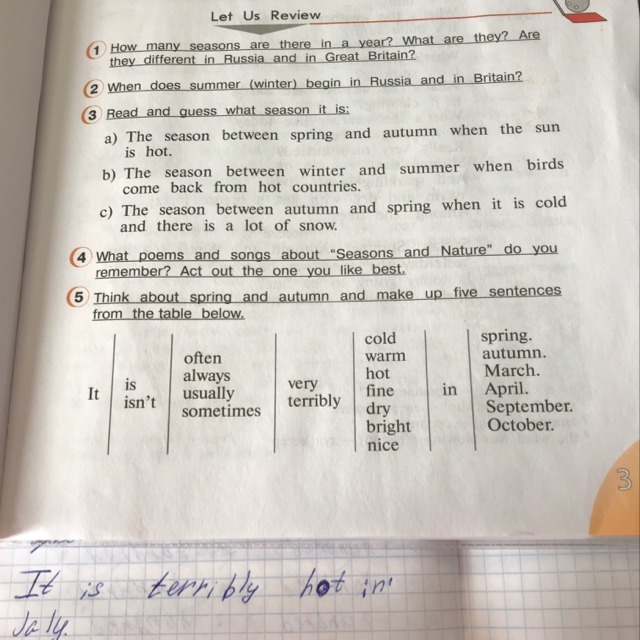 Let Us Review
1 How many seasons are there in a year? What are they? Are
they different in Russia and in Great Britain?
2 When does summer (winter) begin in Russia and in Britain?
3 Read and guess what season it is:
a) The season between spring and autumn when the sun
is hot.
b) The season between winter and summer when birds
come back from hot countries.
c) The season between autumn and spring when it is cold
and there is a lot of snow.
4 What poems and songs about "Seasons and Nature" do you
remember? Act out the one you like best.
5 Think about spring and autumn and make up five sentences
from the table below.
It
is
isn't
often
always
usually
sometimes
very
terribly
cold
warm
hot
fine
dry
bright
nice
in
spring.
autumn.
March.
April.
September.
October.
3
It is terribly hot in
July.